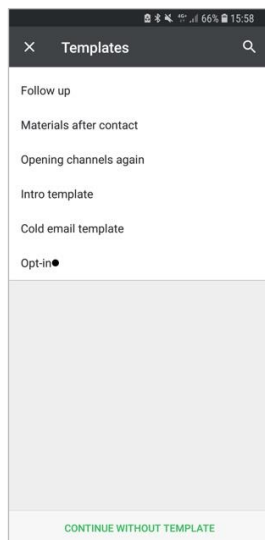 66% 15:58
Templates
Follow up
Materials after contact
Opening channels again
Intro template
Cold email template
Opt-in
CONTINUE WITHOUT TEMPLATE